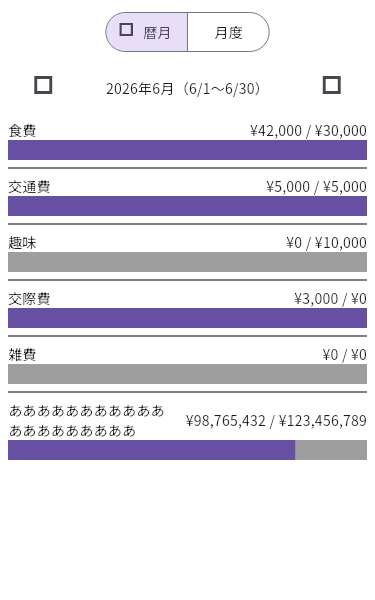 暦月
月度
2026年6月（6/1〜6/30）
食費 ¥42,000 / ¥30,000
交通費 ¥5,000 / ¥5,000
趣味 ¥0 / ¥10,000
交際費 ¥3,000 / ¥0
雑費 ¥0 / ¥0
あああああああああああ
あああああああああ ¥98,765,432 / ¥123,456,789